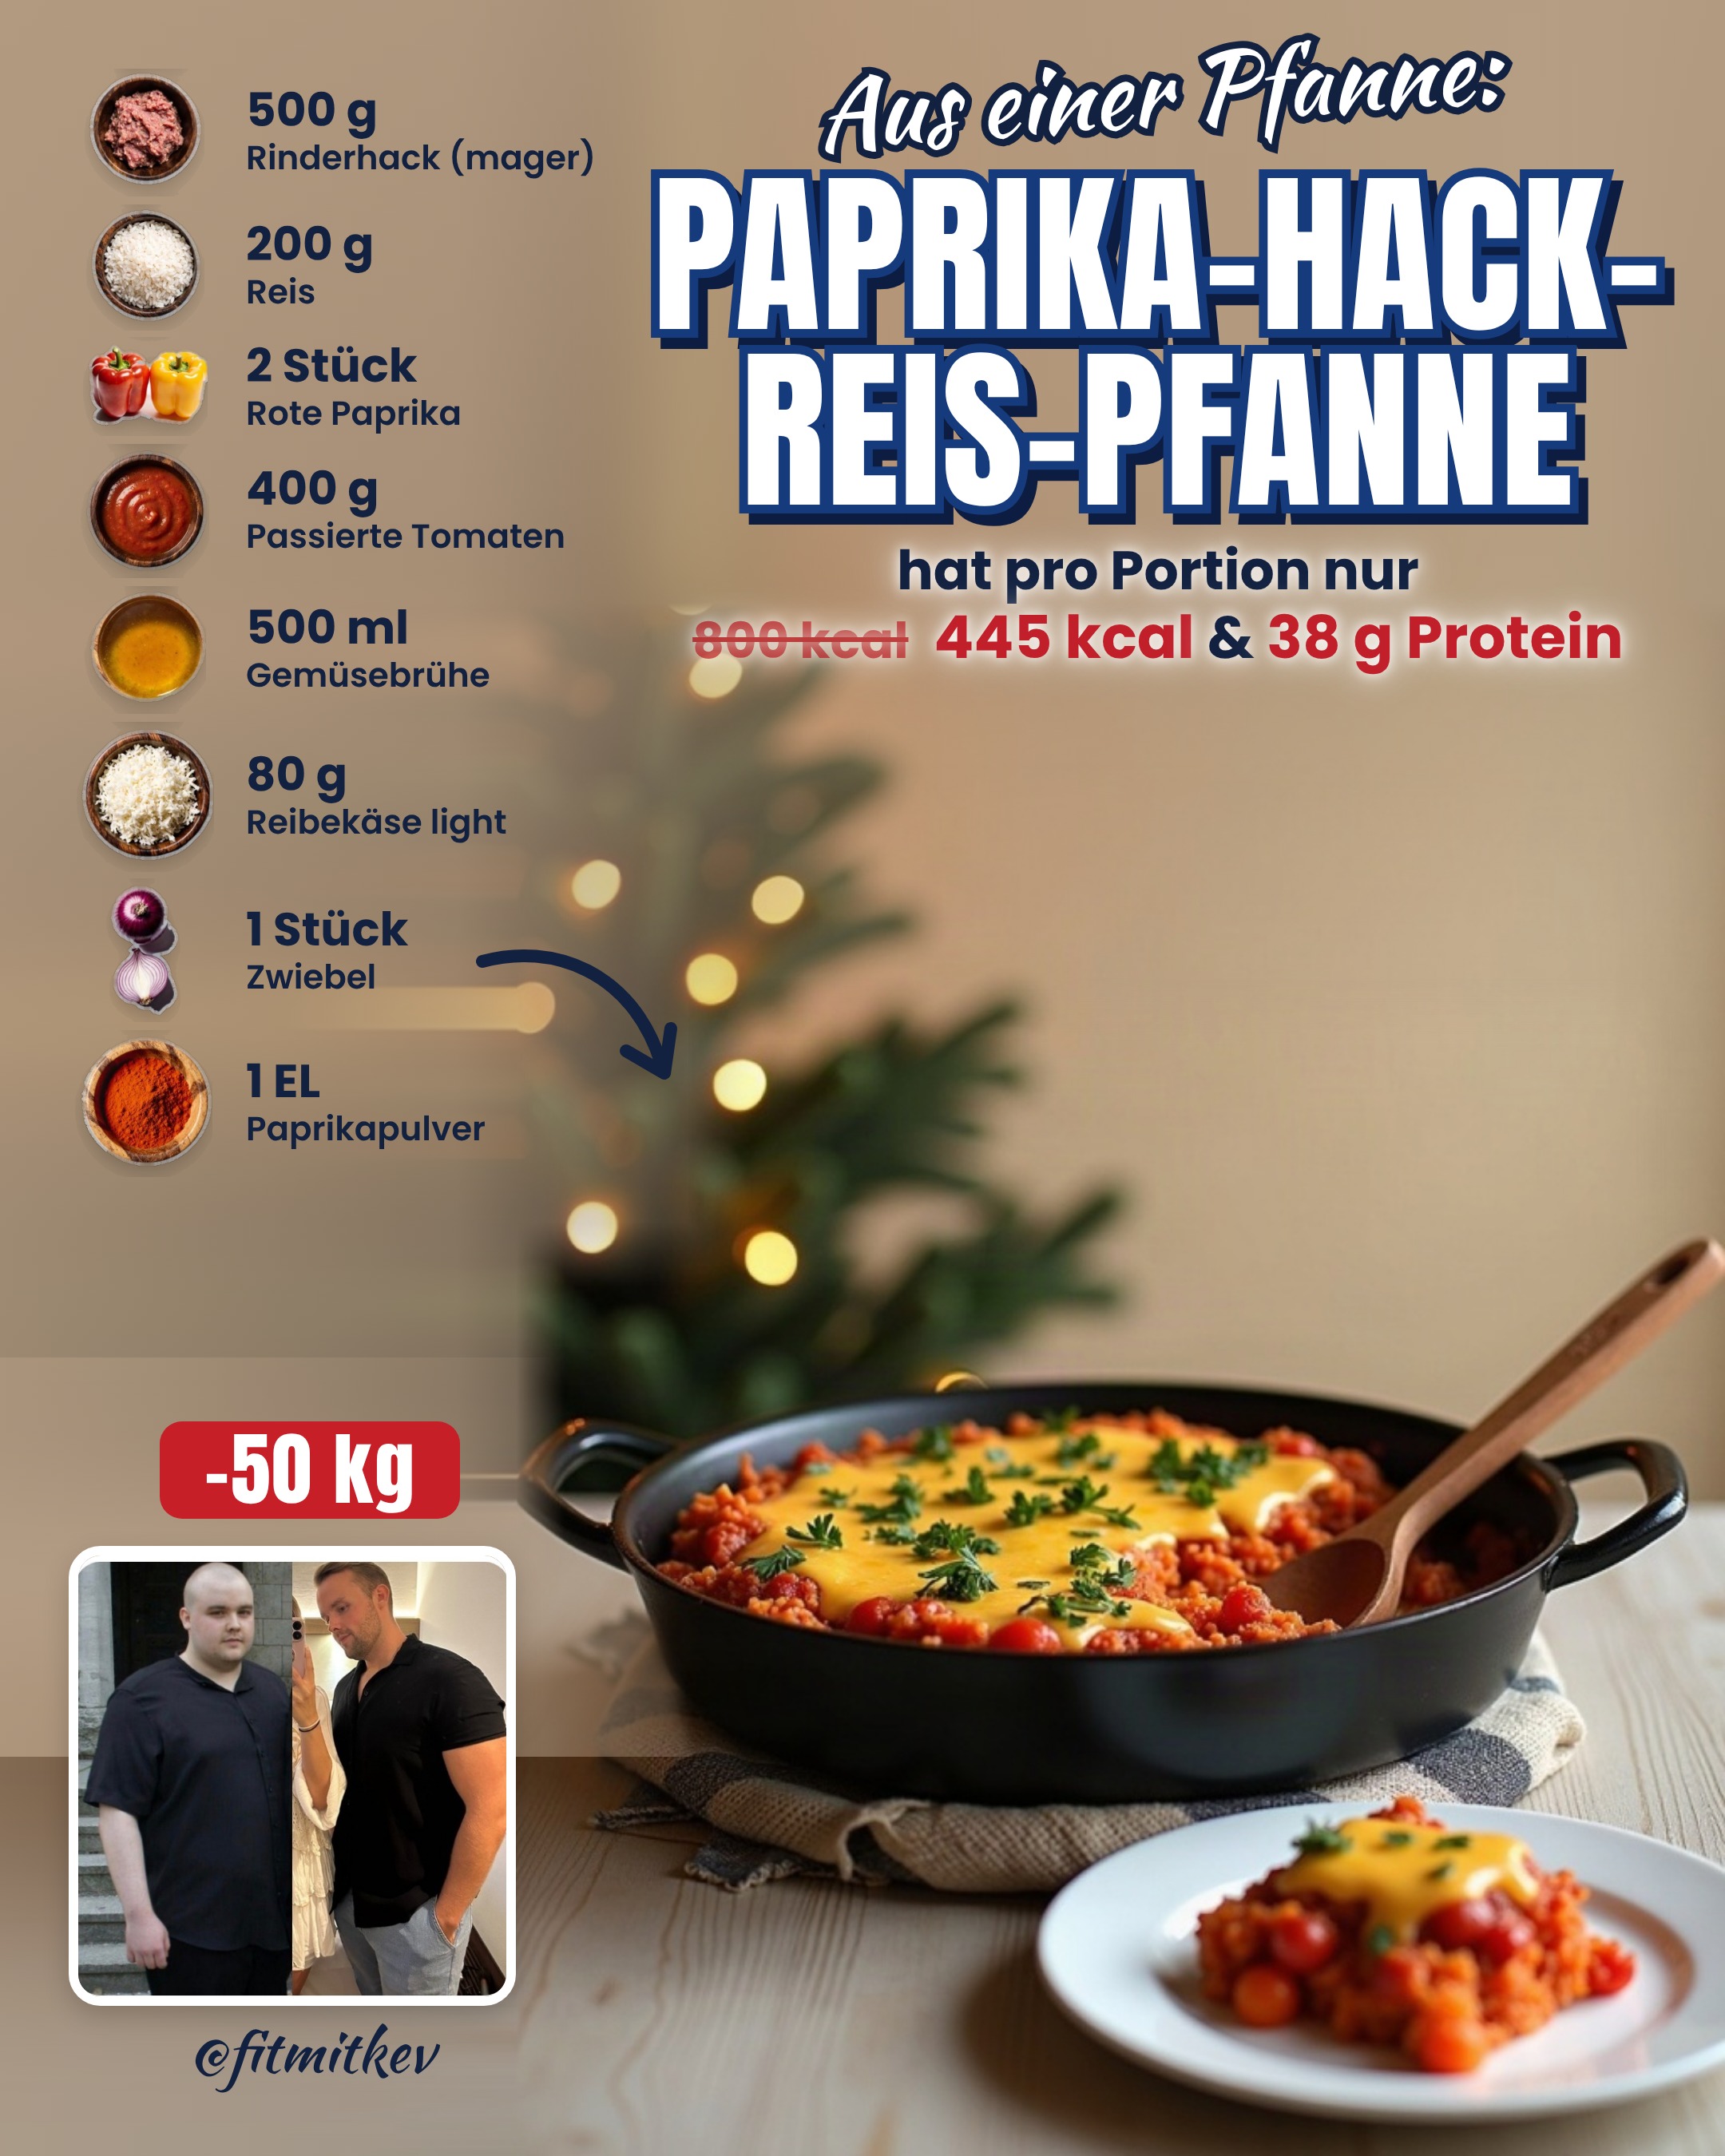 Aus einer Pfanne:
PAPRIKA-HACK-
REIS-PFANNE
hat pro Portion nur
800 kcal 445 kcal & 38 g Protein
500 g
Rinderhack (mager)
200 g
Reis
2 Stück
Rote Paprika
400 g
Passierte Tomaten
500 ml
Gemüsebrühe
80 g
Reibekäse light
1 Stück
Zwiebel
1 EL
Paprikapulver
-50 kg
@fitmitkev